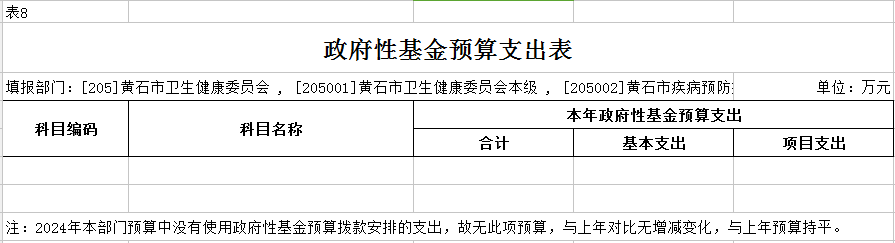 表8
政府性基金预算支出表
填报部门：[205]黄石市卫生健康委员会 , [205001]黄石市卫生健康委员会本级 , [205002]黄石市疾病预防 单位：万元
科目编码 科目名称 本年政府性基金预算支出
合计 基本支出 项目支出
注：2024年本部门预算中没有使用政府性基金预算拨款安排的支出，故无此项预算，与上年对比无增减变化，与上年预算持平。